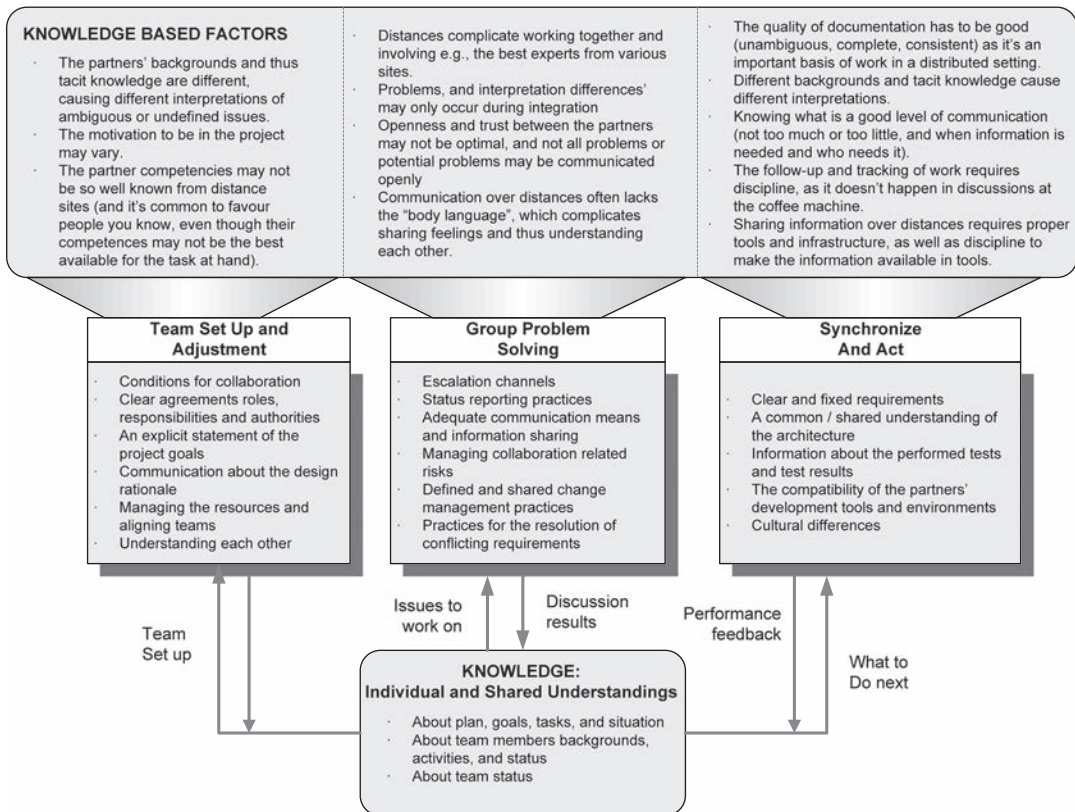 KNOWLEDGE BASED FACTORS
· The partners' backgrounds and thus
tacit knowledge are different,
causing different interpretations of
ambiguous or undefined issues.
· The motivation to be in the project
may vary.
· The partner competencies may not
be so well known from distance
sites (and it's common to favour
people you know, even though their
competences may not be the best
available for the task at hand).
· Distances complicate working together and
involving e.g., the best experts from various
sites.
· Problems, and interpretation differences'
may only occur during integration
· Openness and trust between the partners
may not be optimal, and not all problems or
potential problems may be communicated
openly
· Communication over distances often lacks
the “body language”, which complicates
sharing feelings and thus understanding
each other.
· The quality of documentation has to be good
(unambiguous, complete, consistent) as it's an
important basis of work in a distributed setting.
· Different backgrounds and tacit knowledge cause
different interpretations.
· Knowing what is a good level of communication
(not too much or too little, and when information is
needed and who needs it).
· The follow-up and tracking of work requires
discipline, as it doesn't happen in discussions at
the coffee machine.
· Sharing information over distances requires proper
tools and infrastructure, as well as discipline to
make the information available in tools.
Team Set Up and
Adjustment
· Conditions for collaboration
· Clear agreements roles,
responsibilities and authorities
· An explicit statement of the
project goals
· Communication about the design
rationale
· Managing the resources and
aligning teams
· Understanding each other
Group Problem
Solving
· Escalation channels
· Status reporting practices
· Adequate communication means
and information sharing
· Managing collaboration related
risks
· Defined and shared change
management practices
· Practices for the resolution of
conflicting requirements
Synchronize
And Act
· Clear and fixed requirements
· A common / shared understanding of
the architecture
· Information about the performed tests
and test results
· The compatibility of the partners'
development tools and environments
· Cultural differences
Team
Set up
Issues to
work on
Discussion
results
Performance
feedback
What to
Do next
KNOWLEDGE:
Individual and Shared Understandings
· About plan, goals, tasks, and situation
· About team members backgrounds,
activities, and status
· About team status